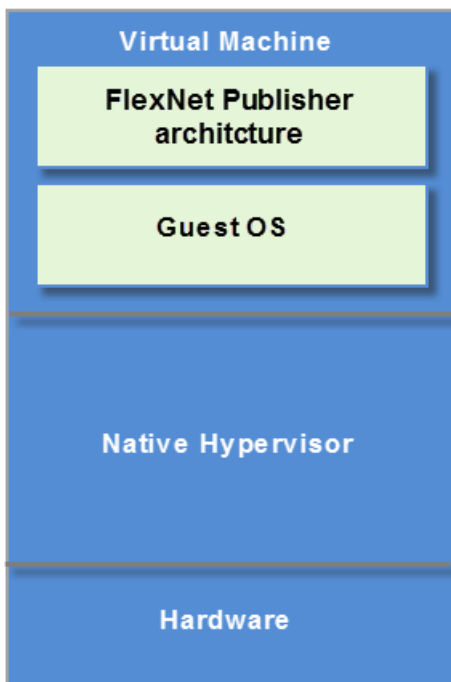 Virtual Machine
FlexNet Publisher
architcture
Guest OS
Native Hypervisor
Hardware